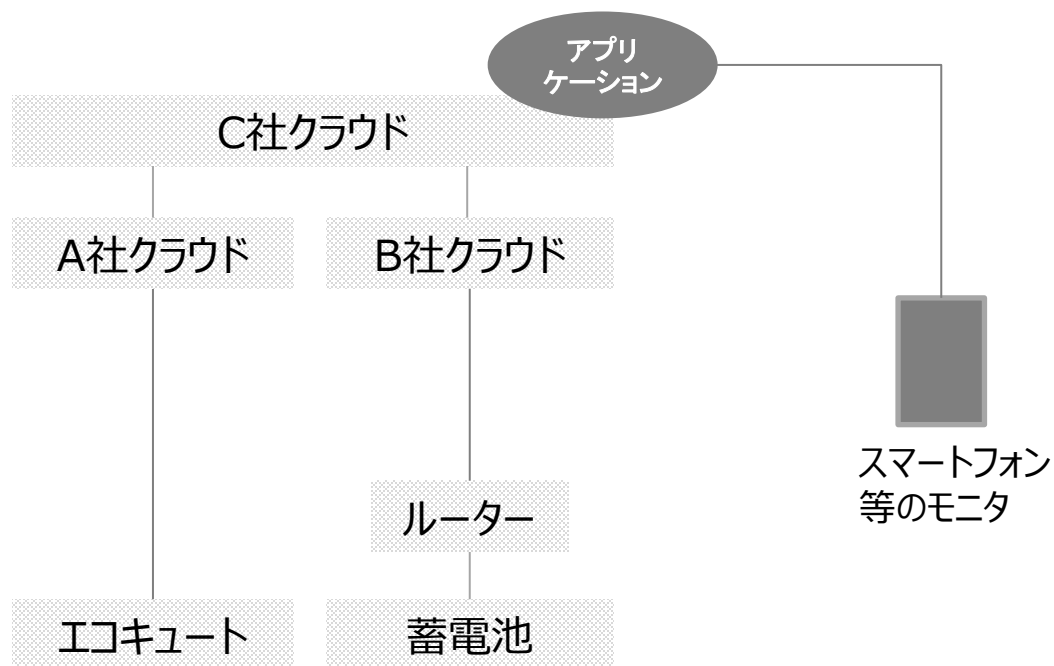 アプリ
ケーション
C社クラウド
A社クラウド
B社クラウド
スマートフォン
等のモニタ
ルーター
エコキュート
蓄電池